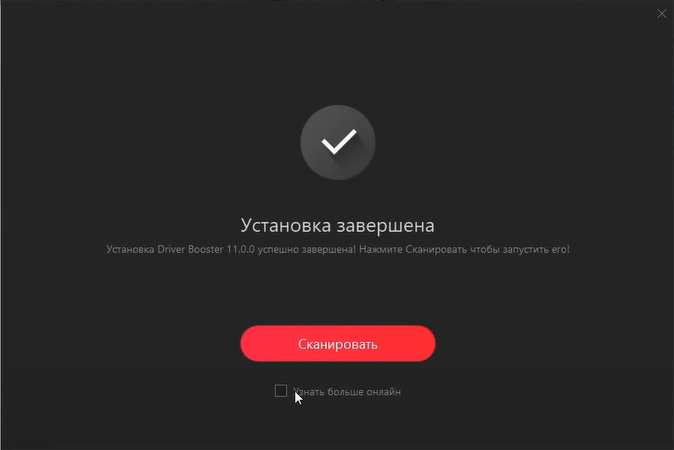 Установка завершена
Установка Driver Booster 11.0.0 успешно завершена! Нажмите Сканировать чтобы запустить его!
Сканировать
Узнать больше онлайн